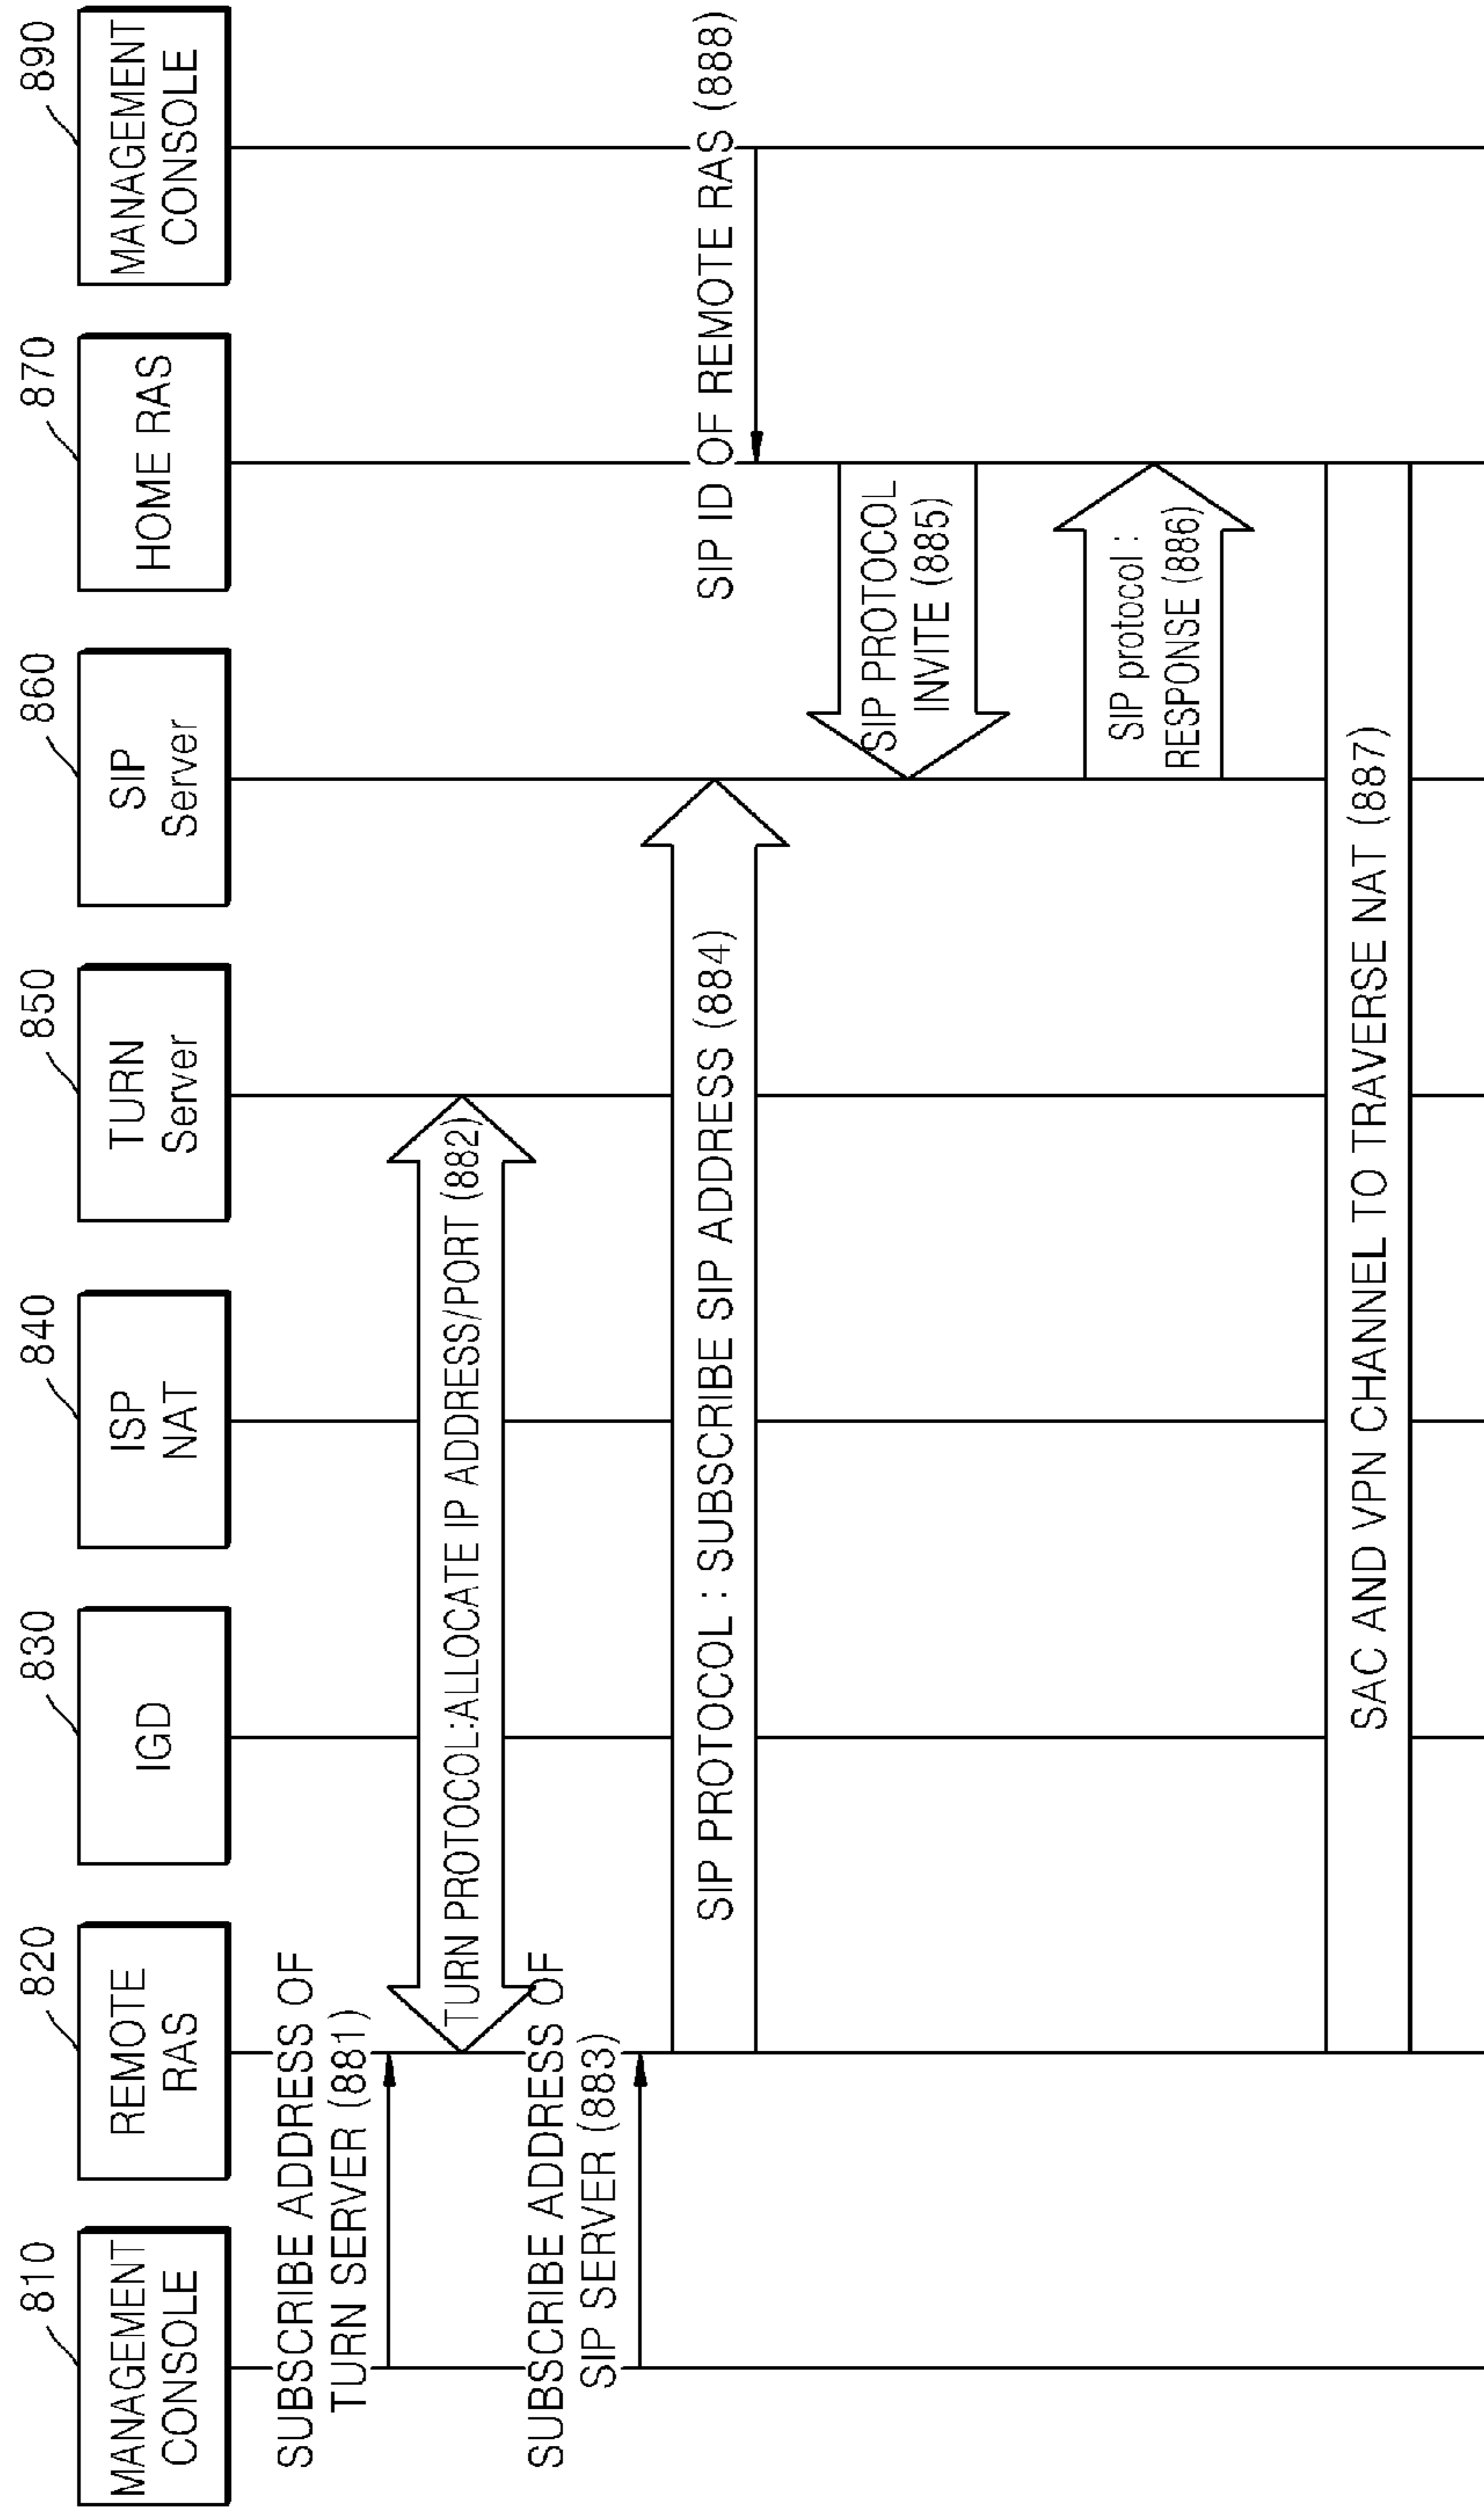 810
820
830
840
850
860
870
890
MANAGEMENT
CONSOLE
REMOTE
RAS
IGD
ISP
NAT
TURN
Server
SIP
Server
HOME RAS
MANAGEMENT
CONSOLE
SUBSCRIBE ADDRESS OF
TURN SERVER (881)
TURN PROTOCOL:ALLOCATE IP ADDRESS/PORT (882)
SUBSCRIBE ADDRESS OF
SIP SERVER (883)
SIP PROTOCOL : SUBSCRIBE SIP ADDRESS (884)
SIP ID OF REMOTE RAS (888)
SIP PROTOCOL
INVITE (885)
SIP protocol :
RESPONSE (886)
SAC AND VPN CHANNEL TO TRAVERSE NAT (887)